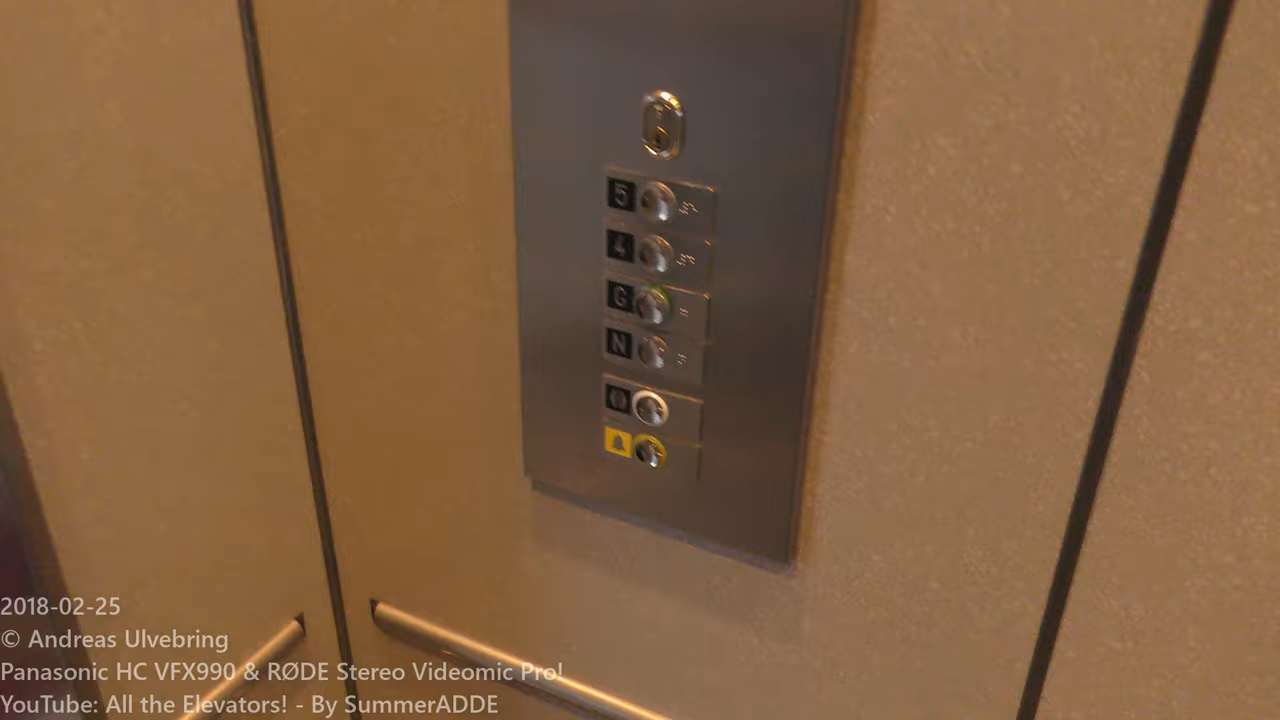 5
4
G
N
2018-02-25
© Andreas Ulvebring
Panasonic HC VFX990 & RØDE Stereo Videomic Pro!
YouTube: All the Elevators! - By SummerADDE